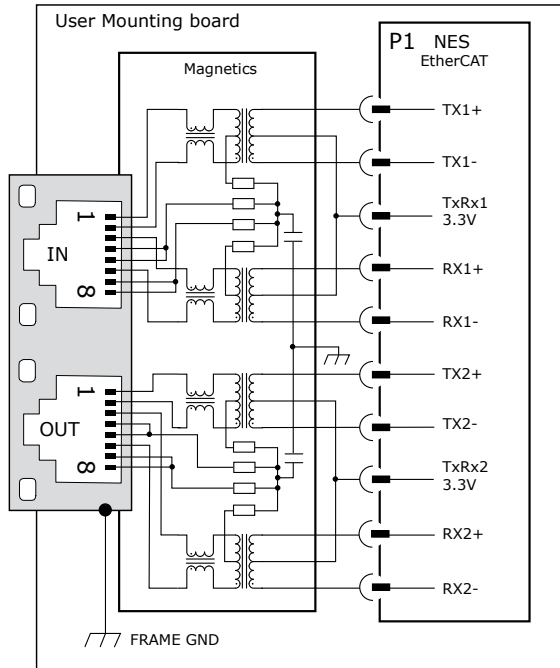 User Mounting board
P1 NES
EtherCAT
Magnetics
TX1+
TX1-
TxRx1
3.3V
RX1+
RX1-
TX2+
TX2-
TxRx2
3.3V
RX2+
RX2-
1
IN
8
1
OUT
8
FRAME GND